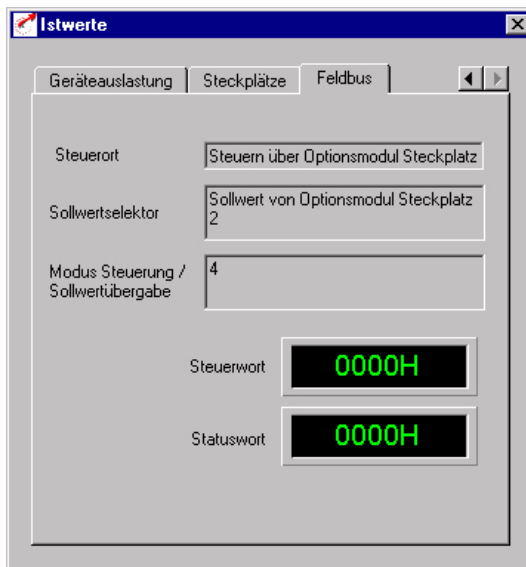 Istwerte
Geräteauslastung Steckplätze Feldbus
Steuerort Steuern über Optionsmodul Steckplatz
Sollwertselektor
Sollwert von Optionsmodul Steckplatz
2
Modus Steuerung /
Sollwertübergabe
4
Steuerwort 0000H
Statuswort 0000H